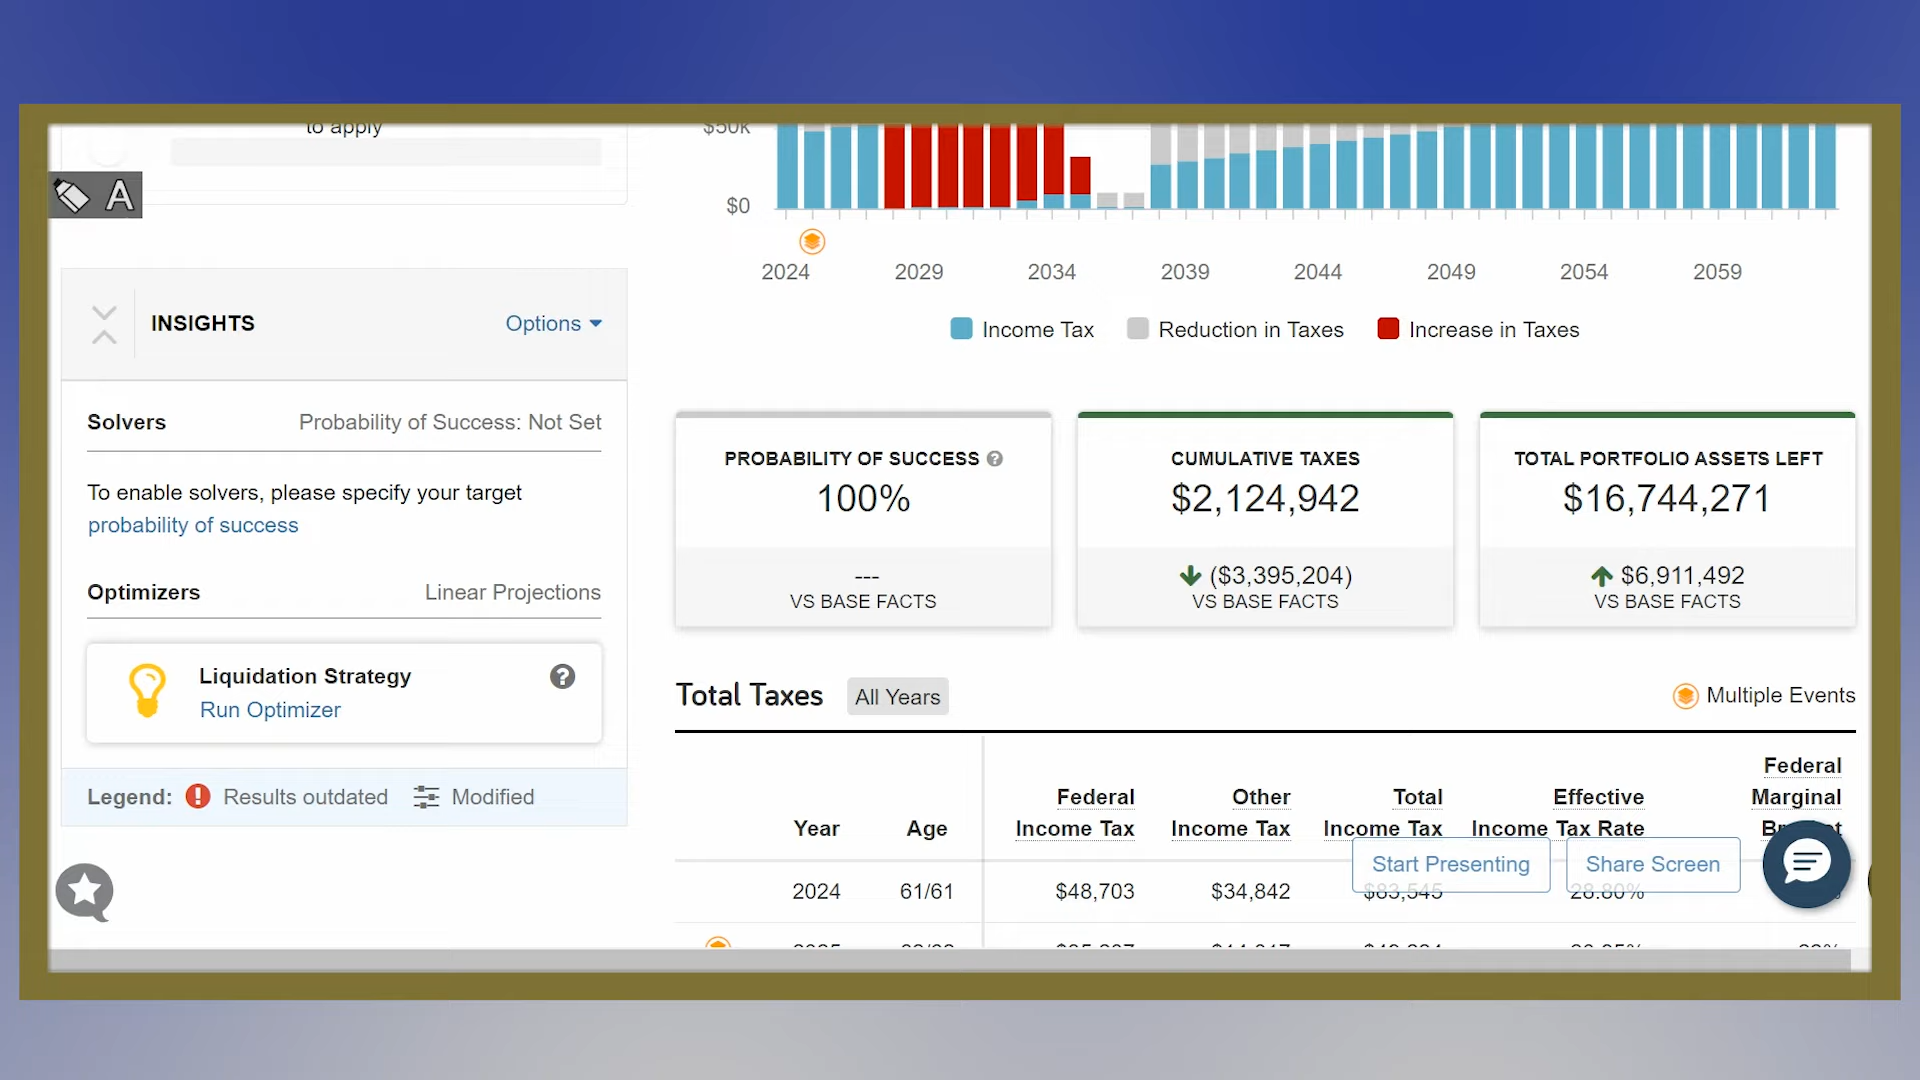 to apply
A
INSIGHTS
Options
Solvers
Probability of Success: Not Set
To enable solvers, please specify your target
probability of success
Optimizers
Linear Projections
Liquidation Strategy
?
Run Optimizer
Legend:
!
Results outdated
Modified
$50k
$0
2024 2029 2034 2039 2044 2049 2054 2059
Income Tax
Reduction in Taxes
Increase in Taxes
PROBABILITY OF SUCCESS ?
100%
---
VS BASE FACTS
CUMULATIVE TAXES
$2,124,942
($3,395,204)
VS BASE FACTS
TOTAL PORTFOLIO ASSETS LEFT
$16,744,271
$6,911,492
VS BASE FACTS
Total Taxes
All Years
Multiple Events
Year
Age
Federal
Income Tax
Other
Income Tax
Total
Income Tax
Effective
Income Tax Rate
Federal
Marginal
2024 61/61 $48,703 $34,842 $83,545 28.80%
Start Presenting
Share Screen